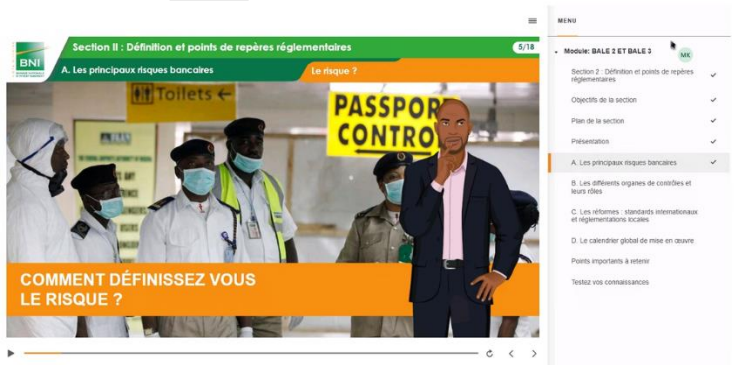 MENU
Section II : Définition et points de repères réglementaires
5/18
BNI
A. Les principaux risques bancaires
Le risque ?
Toilets
PASSPOR
CONTRO
COMMENT DÉFINISSEZ VOUS
LE RISQUE ?
Module: BALE 2 ET BALE 3
MK
Section 2 : Définition et points de repères
réglementaires
Objectifs de la section
Plan de la section
Présentation
A. Les principaux risques bancaires
B. Les différents organes de contrôles et
leurs rôles
C. Les réformes : standards internationaux
et réglementations locales
D. Le calendrier global de mise en œuvre
Points importants à retenir
Testez vos connaissances